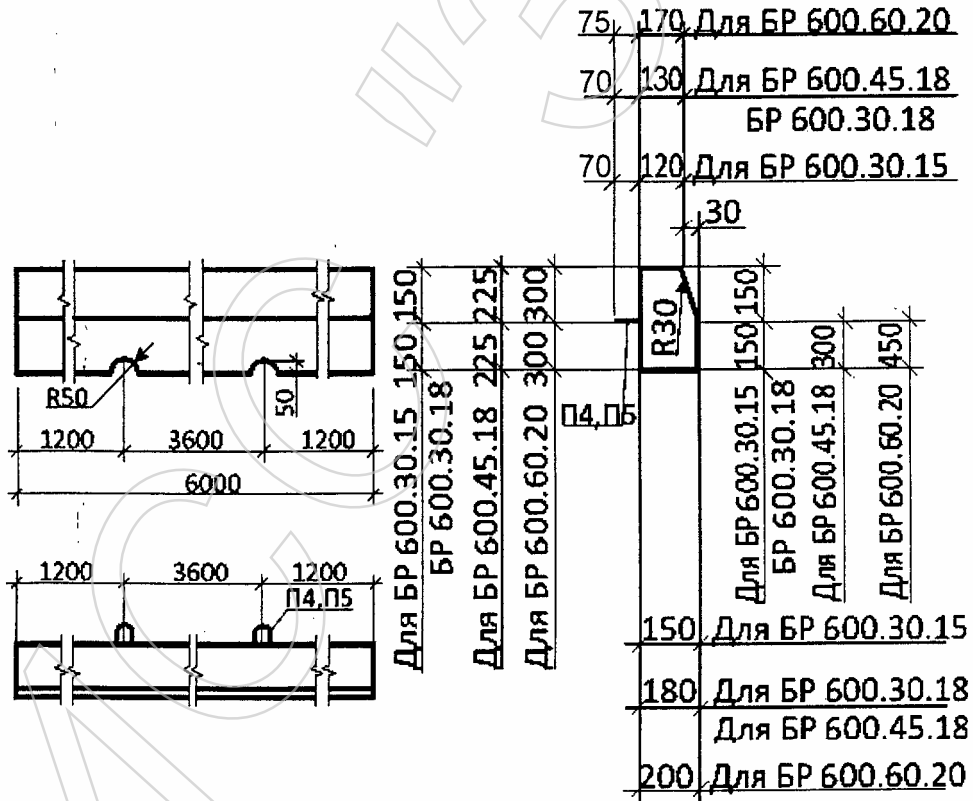 75 170 Для БР 600.60.20
70 130 Для БР 600.45.18
БР 600.30.18
70 120 Для БР 600.30.15
30
150 225 300
150 225 300
R30
150
150 300 450
R50
50
П4,П5
1200 3600 1200
6000
Для БР 600.30.15
БР 600.30.18
Для БР 600.45.18
Для БР 600.60.20
Для БР 600.30.15
БР 600.30.18
Для БР 600.45.18
Для БР 600.60.20
1200 3600 1200
П4,П5
150 Для БР 600.30.15
180 Для БР 600.30.18
Для БР 600.45.18
200 Для БР 600.60.20